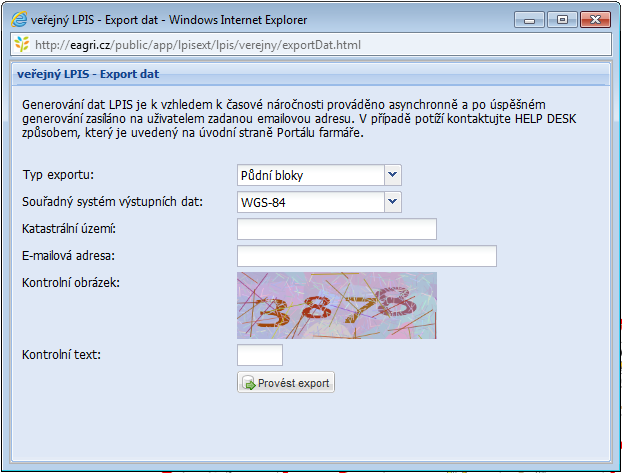 veřejný LPIS - Export dat - Windows Internet Explorer
http://eagri.cz/public/app/lpisext/lpis/verejny/exportDat.html
veřejný LPIS - Export dat
Generování dat LPIS je k vzhledem k časové náročnosti prováděno asynchronně a po úspěšném
generování zasíláno na uživatelem zadanou emailovou adresu. V případě potíží kontaktujte HELP DESK
způsobem, který je uvedený na úvodní straně Portálu farmáře.
Typ exportu: Půdní bloky
Souřadný systém výstupních dat: WGS-84
Katastrální území:
E-mailová adresa:
Kontrolní obrázek: 3878
Kontrolní text:
Provést export